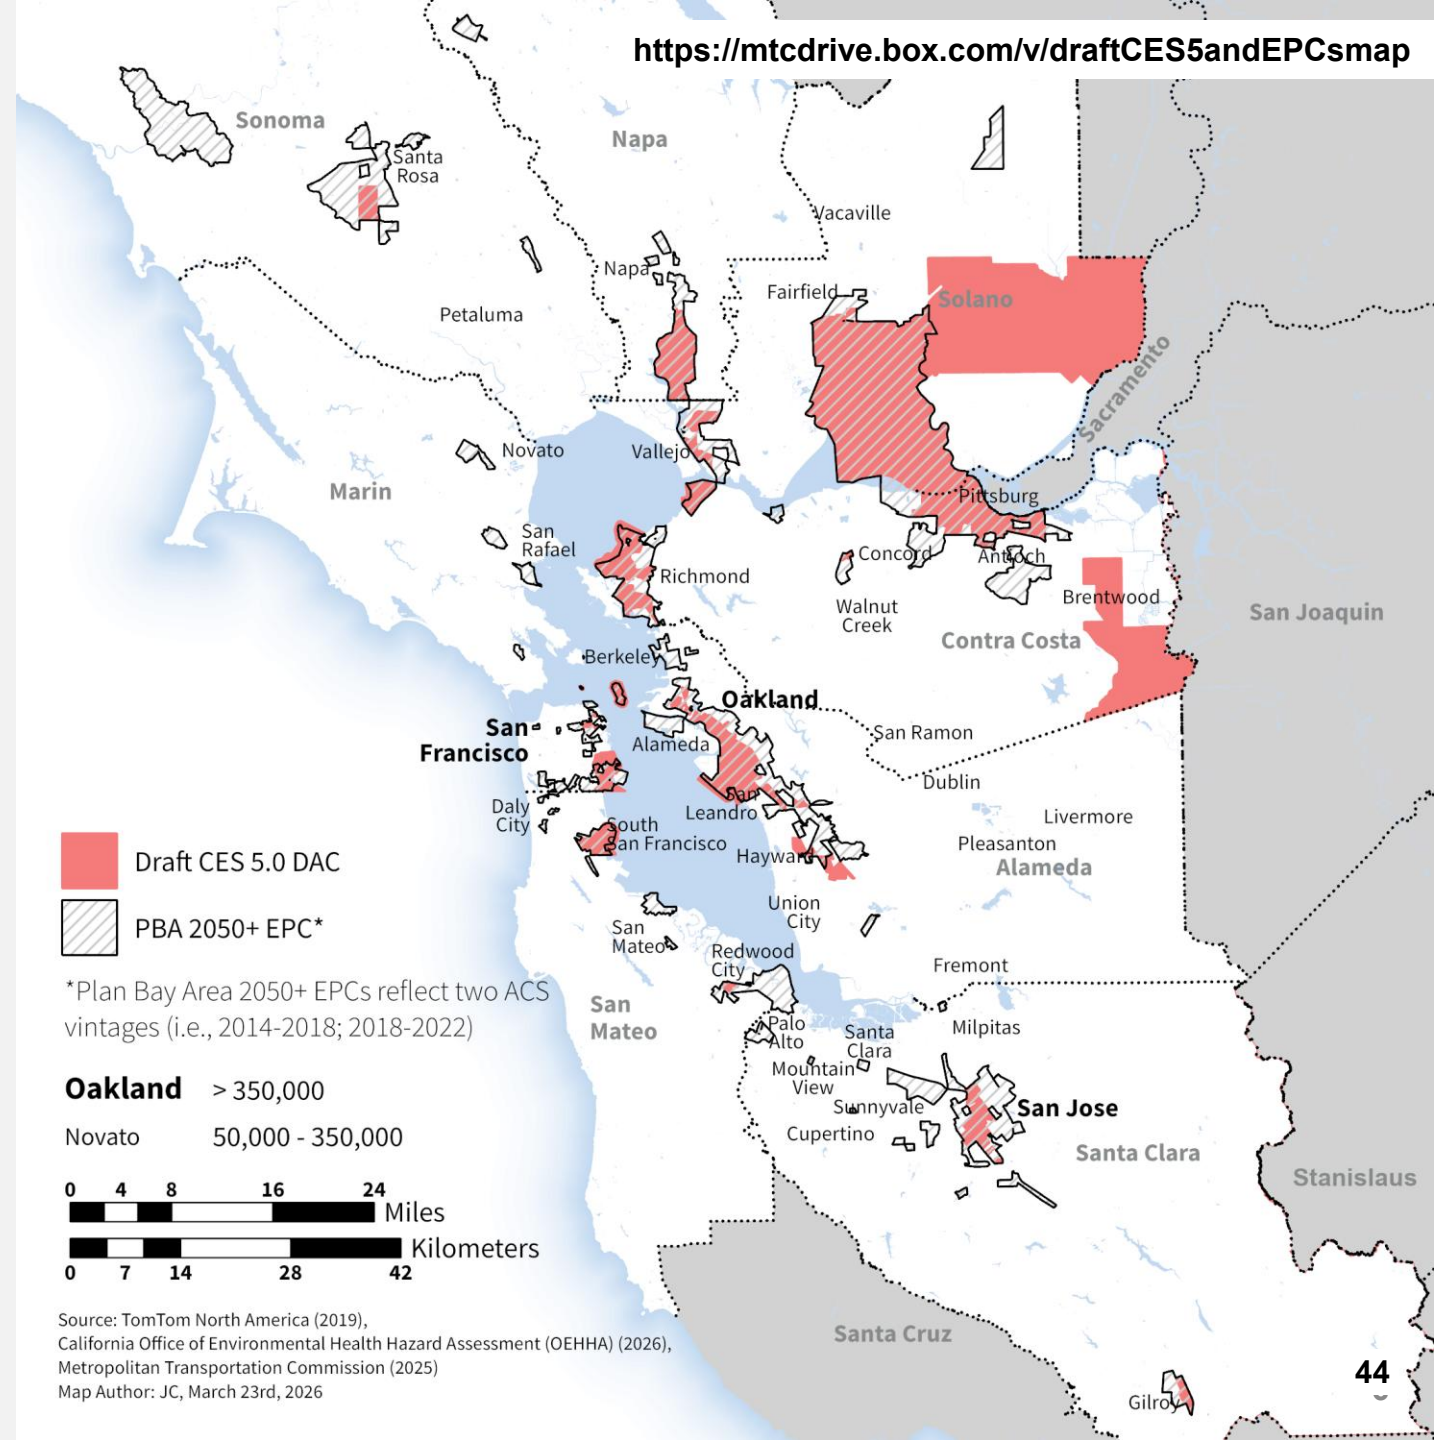 https://mtcdrive.box.com/v/draftCES5andEPCsmap
Sonoma
Napa
Santa
Rosa
Vacaville
Napa
Fairfield
Solano
Petaluma
Sacramento
Novato
Vallejo
Marin
Pittsburg
San
Rafael
Concord
Antioch
Richmond
Brentwood
Walnut
Creek
San Joaquin
Contra Costa
Berkeley
Oakland
San
Francisco
San Ramon
Alameda
Dublin
San
Leandro
Daly
City
Livermore
South
San Francisco
Pleasanton
Hayward
Alameda
Draft CES 5.0 DAC
Union
City
PBA 2050+ EPC*
San
Mateo
Redwood
City
Fremont
*Plan Bay Area 2050+ EPCs reflect two ACS
vintages (i.e., 2014-2018; 2018-2022)
San
Mateo
Palo
Alto
Santa
Clara
Milpitas
Mountain
View
Oakland > 350,000
Sunnyvale
San Jose
Novato 50,000 - 350,000
Cupertino
Santa Clara
Stanislaus
0 4 8 16 24
Miles
Kilometers
0 7 14 28 42
Source: TomTom North America (2019),
California Office of Environmental Health Hazard Assessment (OEHHA) (2026),
Metropolitan Transportation Commission (2025)
Map Author: JC, March 23rd, 2026
Santa Cruz
44
Gilroy